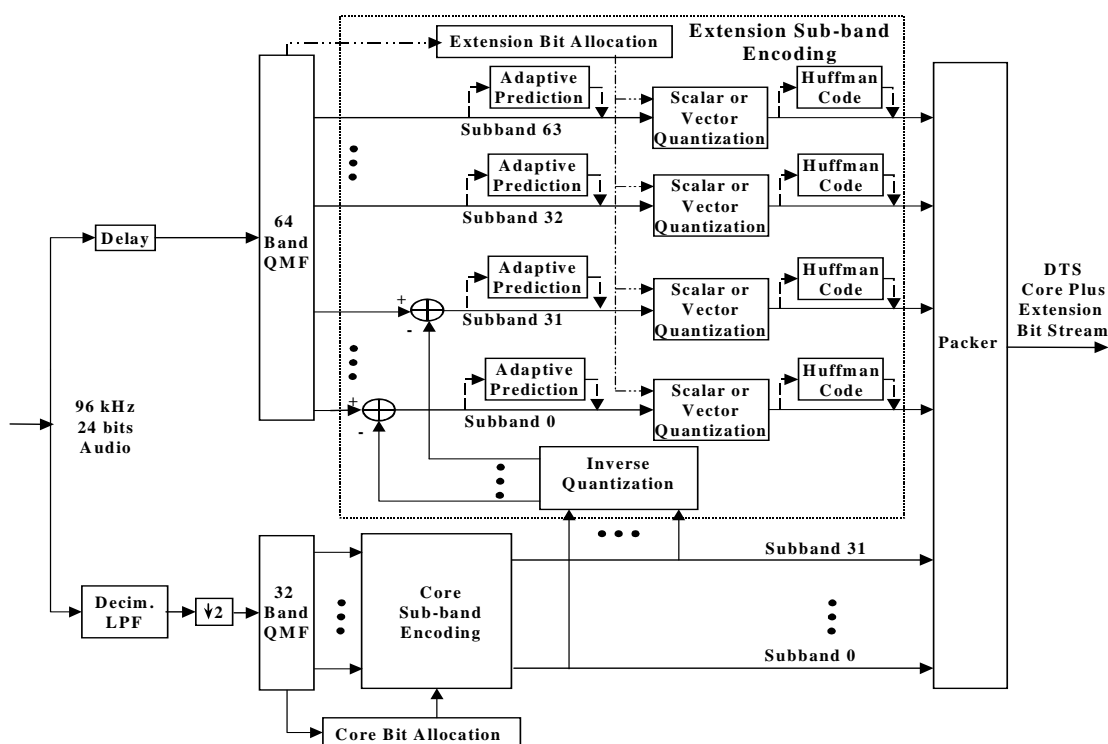 Extension Bit Allocation
Extension Sub-band
Encoding
Adaptive
Prediction
Subband 63
Scalar or
Vector
Quantization
Huffman
Code
Adaptive
Prediction
Subband 32
Scalar or
Vector
Quantization
Huffman
Code
64
Band
QMF
Delay
Adaptive
Prediction
+
-
Subband 31
Scalar or
Vector
Quantization
Huffman
Code
DTS
Core Plus
Extension
Bit Stream
Packer
Adaptive
Prediction
+
-
Subband 0
Scalar or
Vector
Quantization
Huffman
Code
96 kHz
24 bits
Audio
Inverse
Quantization
Subband 31
Decim.
LPF
↓2
32
Band
QMF
Core
Sub-band
Encoding
Subband 0
Core Bit Allocation